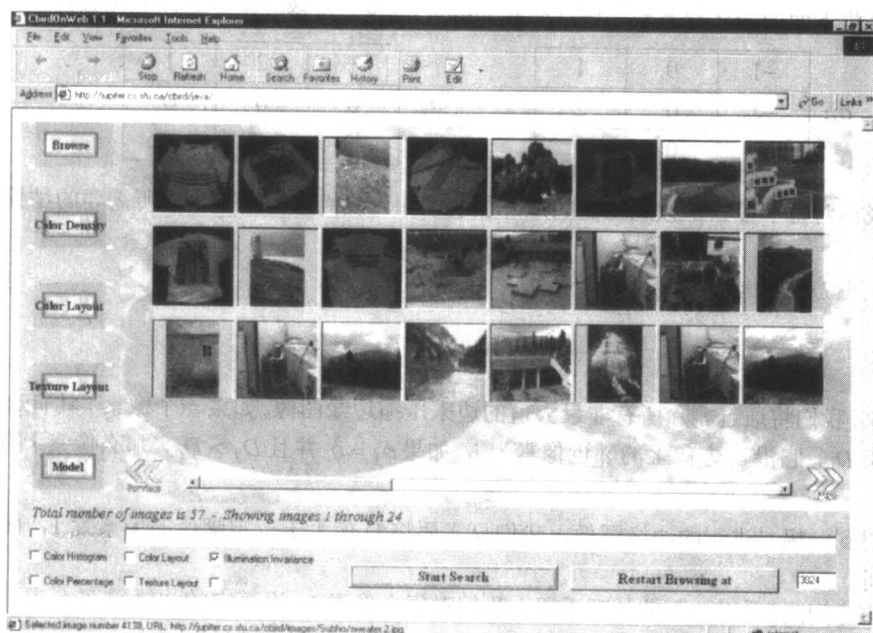 CbirdOnWeb 1.1 - Microsoft Internet Explorer
File Edit View Favorites Tools Help
Stop Refresh Home Search Favorites History Print Edit
Address http://jupiter.cs.sfu.ca/cbird/java/ Go Links
Browse
Color Density
Color Layout
Texture Layout
Model
Previous
Total number of images is 57 - Showing images 1 through 24
Color Histogram Color Layout Illumination Invariance
Color Percentage Texture Layout
Start Search Restart Browsing at 3024
Selected image number 4138, URL: http://jupiter.cs.sfu.ca/cbird/images/Subho/sweater.2.jpg